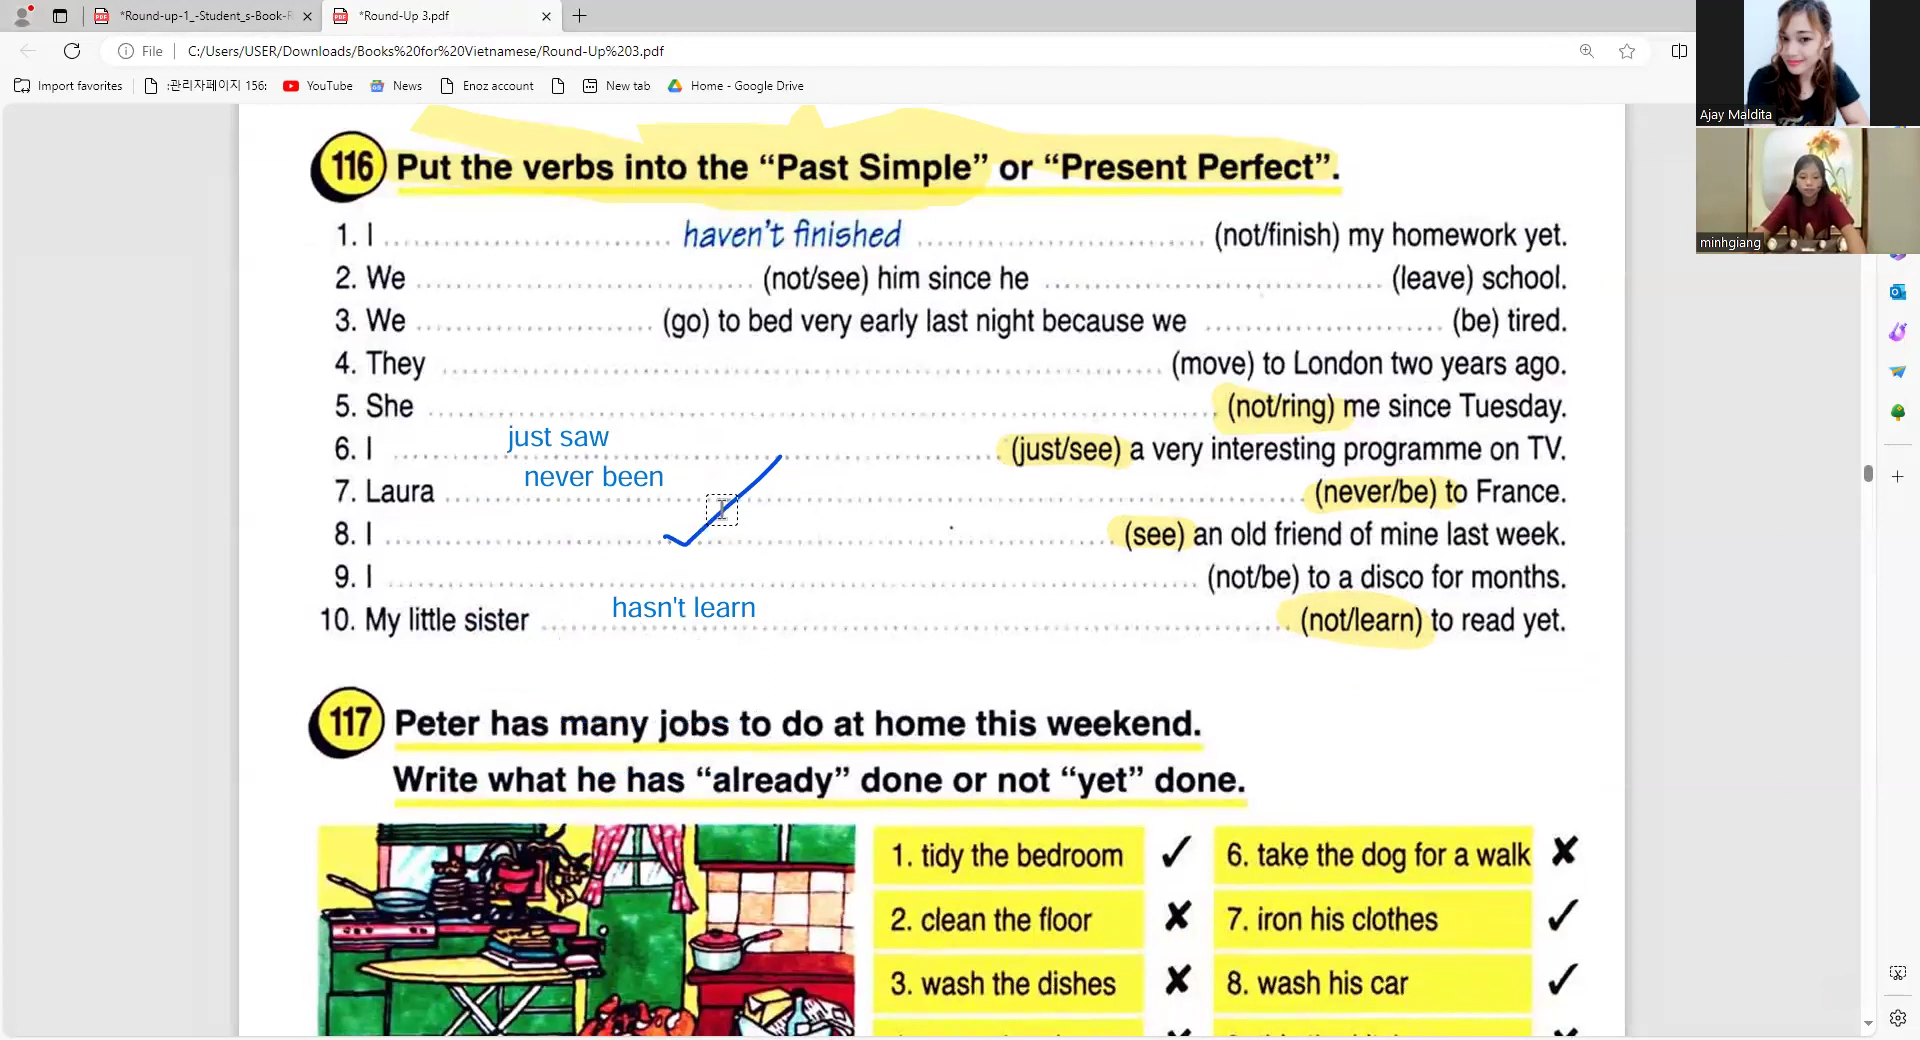 *Round-up-1_-Student_s-Book-R
*Round-Up 3.pdf
File
C:/Users/USER/Downloads/Books%20for%20Vietnamese/Round-Up%203.pdf
Import favorites
:관리자페이지 156:
YouTube
News
Enoz account
New tab
Home - Google Drive
Ajay Maldita
minhgiang
116 Put the verbs into the “Past Simple” or “Present Perfect”.
1. I haven't finished (not/finish) my homework yet.
2. We (not/see) him since he (leave) school.
3. We (go) to bed very early last night because we (be) tired.
4. They (move) to London two years ago.
5. She (not/ring) me since Tuesday.
just saw
6. I (just/see) a very interesting programme on TV.
never been
7. Laura (never/be) to France.
8. I (see) an old friend of mine last week.
9. I (not/be) to a disco for months.
hasn't learn
10. My little sister (not/learn) to read yet.
117 Peter has many jobs to do at home this weekend.
Write what he has “already” done or not “yet” done.
1. tidy the bedroom ✓
6. take the dog for a walk ✗
2. clean the floor ✗
7. iron his clothes ✓
3. wash the dishes ✗
8. wash his car ✓